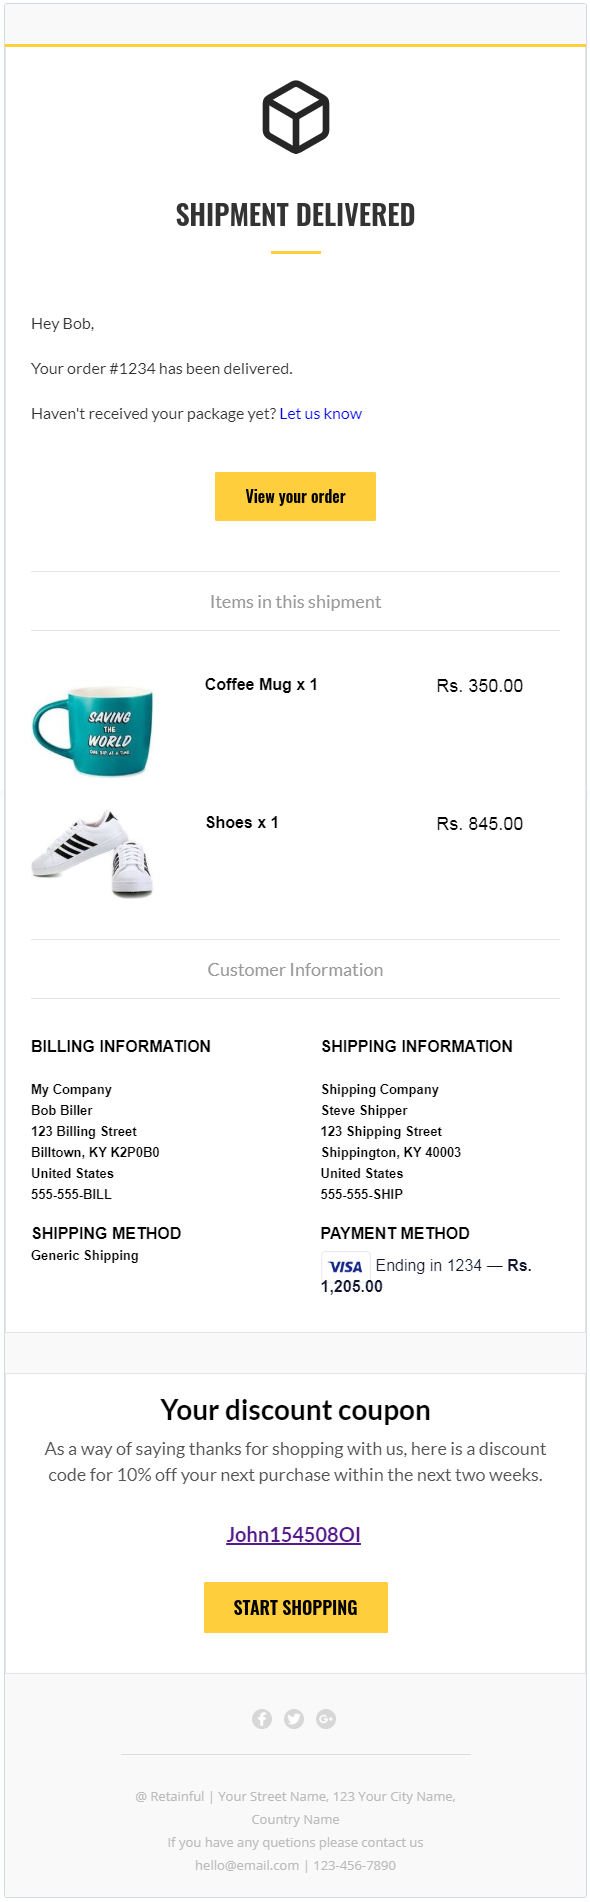 SHIPMENT DELIVERED
Hey Bob,
Your order #1234 has been delivered.
Haven't received your package yet? Let us know
View your order
Items in this shipment
SAVING
THE
WORLD
ONE SIP AT A TIME
Coffee Mug x 1
Rs. 350.00
Shoes x 1
Rs. 845.00
Customer Information
BILLING INFORMATION
My Company
Bob Biller
123 Billing Street
Billtown, KY K2P0B0
United States
555-555-BILL
SHIPPING INFORMATION
Shipping Company
Steve Shipper
123 Shipping Street
Shippington, KY 40003
United States
555-555-SHIP
SHIPPING METHOD
Generic Shipping
PAYMENT METHOD
VISA Ending in 1234 — Rs.
1,205.00
Your discount coupon
As a way of saying thanks for shopping with us, here is a discount
code for 10% off your next purchase within the next two weeks.
John154508OI
START SHOPPING
@ Retainful | Your Street Name, 123 Your City Name,
Country Name
If you have any quetions please contact us
hello@email.com | 123-456-7890